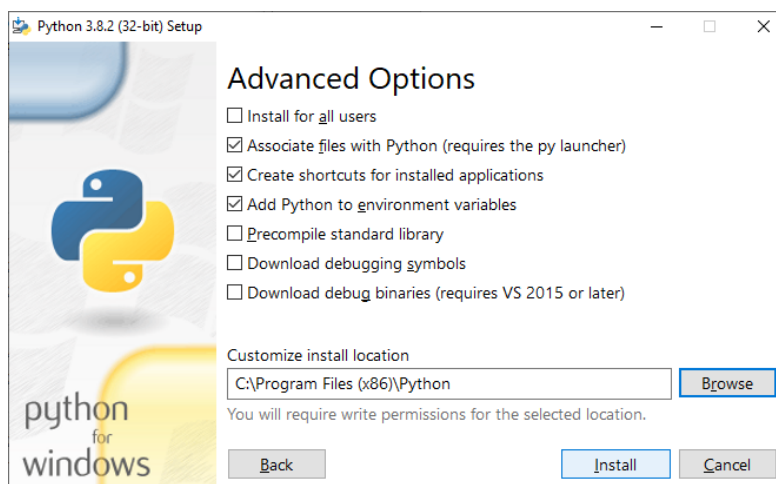 Python 3.8.2 (32-bit) Setup
Advanced Options
Install for all users
Associate files with Python (requires the py launcher)
Create shortcuts for installed applications
Add Python to environment variables
Precompile standard library
Download debugging symbols
Download debug binaries (requires VS 2015 or later)
Customize install location
C:\Program Files (x86)\Python Browse
You will require write permissions for the selected location.
python
for
windows
Back Install Cancel